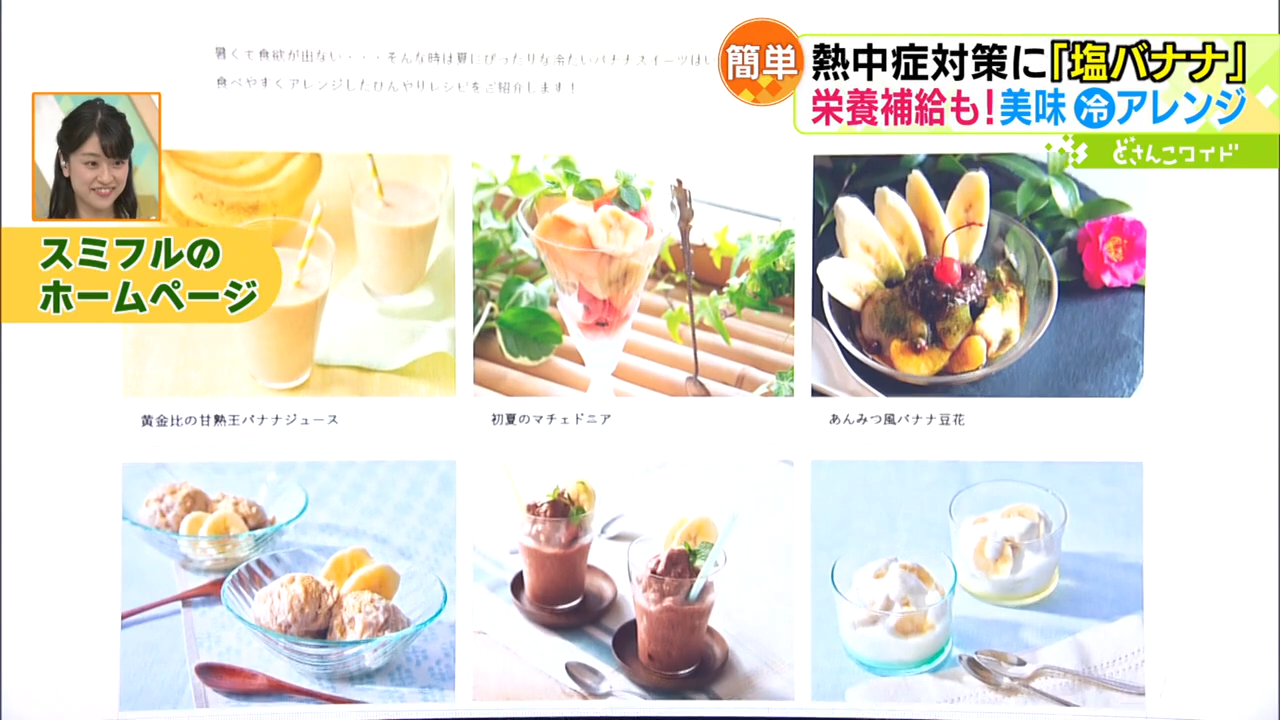 暑くて食欲が出ない・・・そんな時は夏にぴったりな冷たいバナナスイーツはい
食べやすくアレンジしたひんやりレシピをご紹介します！
簡単
熱中症対策に「塩バナナ」
栄養補給も!美味冷アレンジ
どさんこワイド
スミフルの
ホームページ
黄金比の甘熟王バナナジュース
初夏のマチェドニア
あんみつ風バナナ豆花